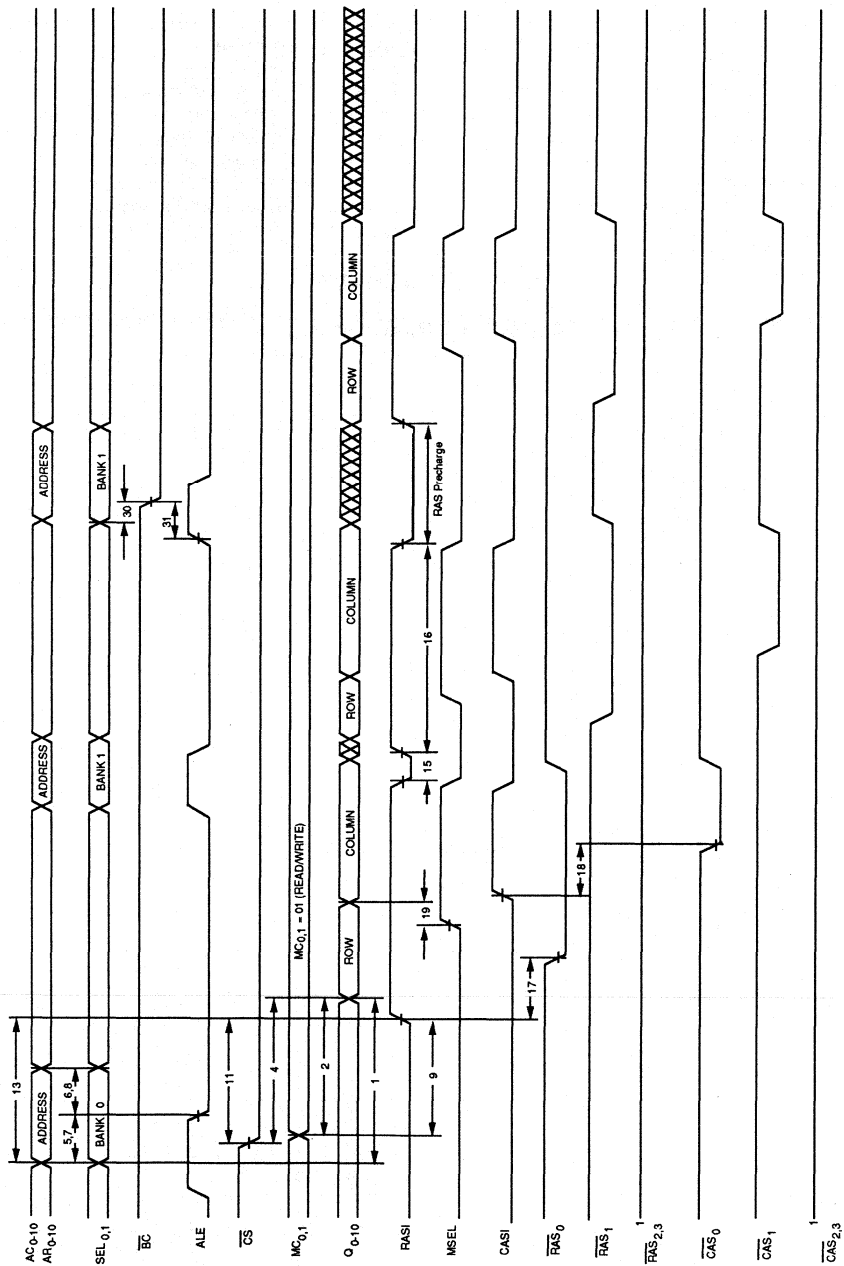 AC0-10
AR0-10
ADDRESS
ADDRESS
ADDRESS
13
6,8
5,7
SEL0,1
BANK 0
BANK 1
BANK 1
30
31
BC
ALE
CS
11
4
MC0,1
MC0,1 = 01 (READ/WRITE)
2
1
Q0-10
ROW
COLUMN
ROW
COLUMN
ROW
COLUMN
RASI
9
19
15
16
RAS Precharge
MSEL
CASI
17
18
RAS0
RAS1
RAS2,3 1
CAS0
CAS1
CAS2,3 1